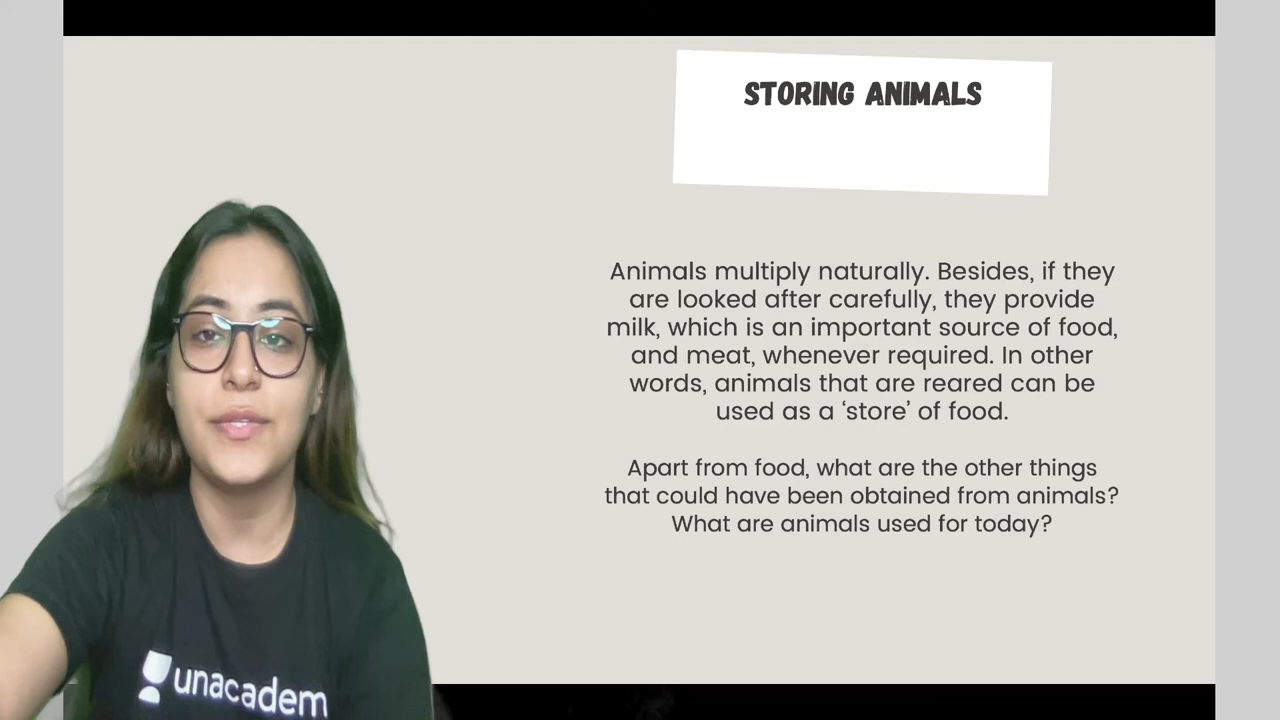 STORING ANIMALS
Animals multiply naturally. Besides, if they
are looked after carefully, they provide
milk, which is an important source of food,
and meat, whenever required. In other
words, animals that are reared can be
used as a ‘store’ of food.
Apart from food, what are the other things
that could have been obtained from animals?
What are animals used for today?
unacadem